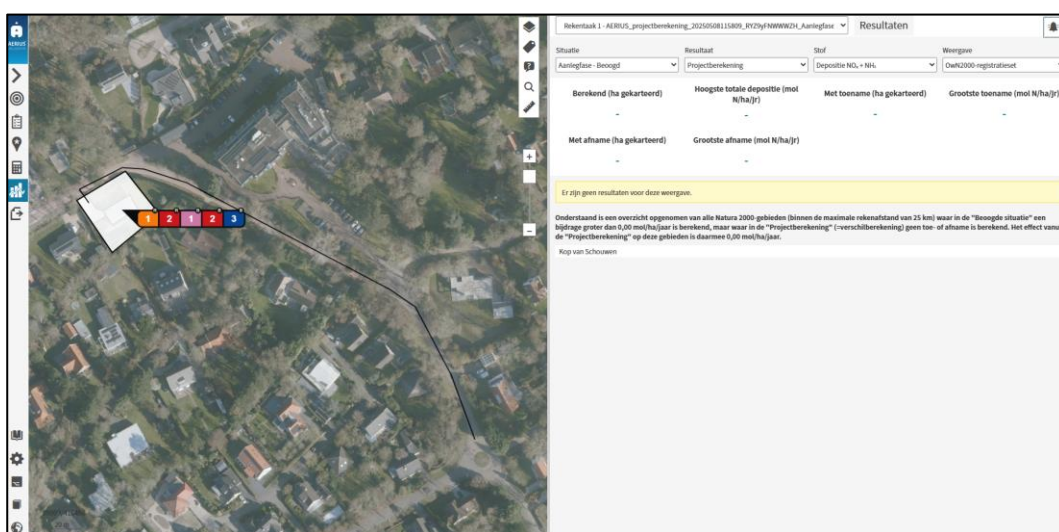 AERIUS
Rekentaak 1 - AERIUS_projectberekening_20250508115809_RYZ9yFNWWWZH_Aanlegfase
Resultaten
Situatie
Resultaat
Stof
Weergave
Aanlegfase - Beoogd
Projectberekening
Depositie NOₓ + NH₃
OwN2000-registratieset
Berekend (ha gekarteerd)
Hoogste totale depositie (mol
N/ha/jr)
Met toename (ha gekarteerd)
Grootste toename (mol N/ha/jr)
-
-
-
-
Met afname (ha gekarteerd)
Grootste afname (mol N/ha/jr)
-
-
Er zijn geen resultaten voor deze weergave.
Onderstaand is een overzicht opgenomen van alle Natura 2000-gebieden (binnen de maximale rekenafstand van 25 km) waar in de "Beoogde situatie" een
bijdrage groter dan 0,00 mol/ha/jaar is berekend, maar waar in de "Projectberekening" (=verschilberekening) geen toe- of afname is berekend. Het effect vanu
de "Projectberekening" op deze gebieden is daarmee 0,00 mol/ha/jaar.
Kop van Schouwen
1 2 1 2 3